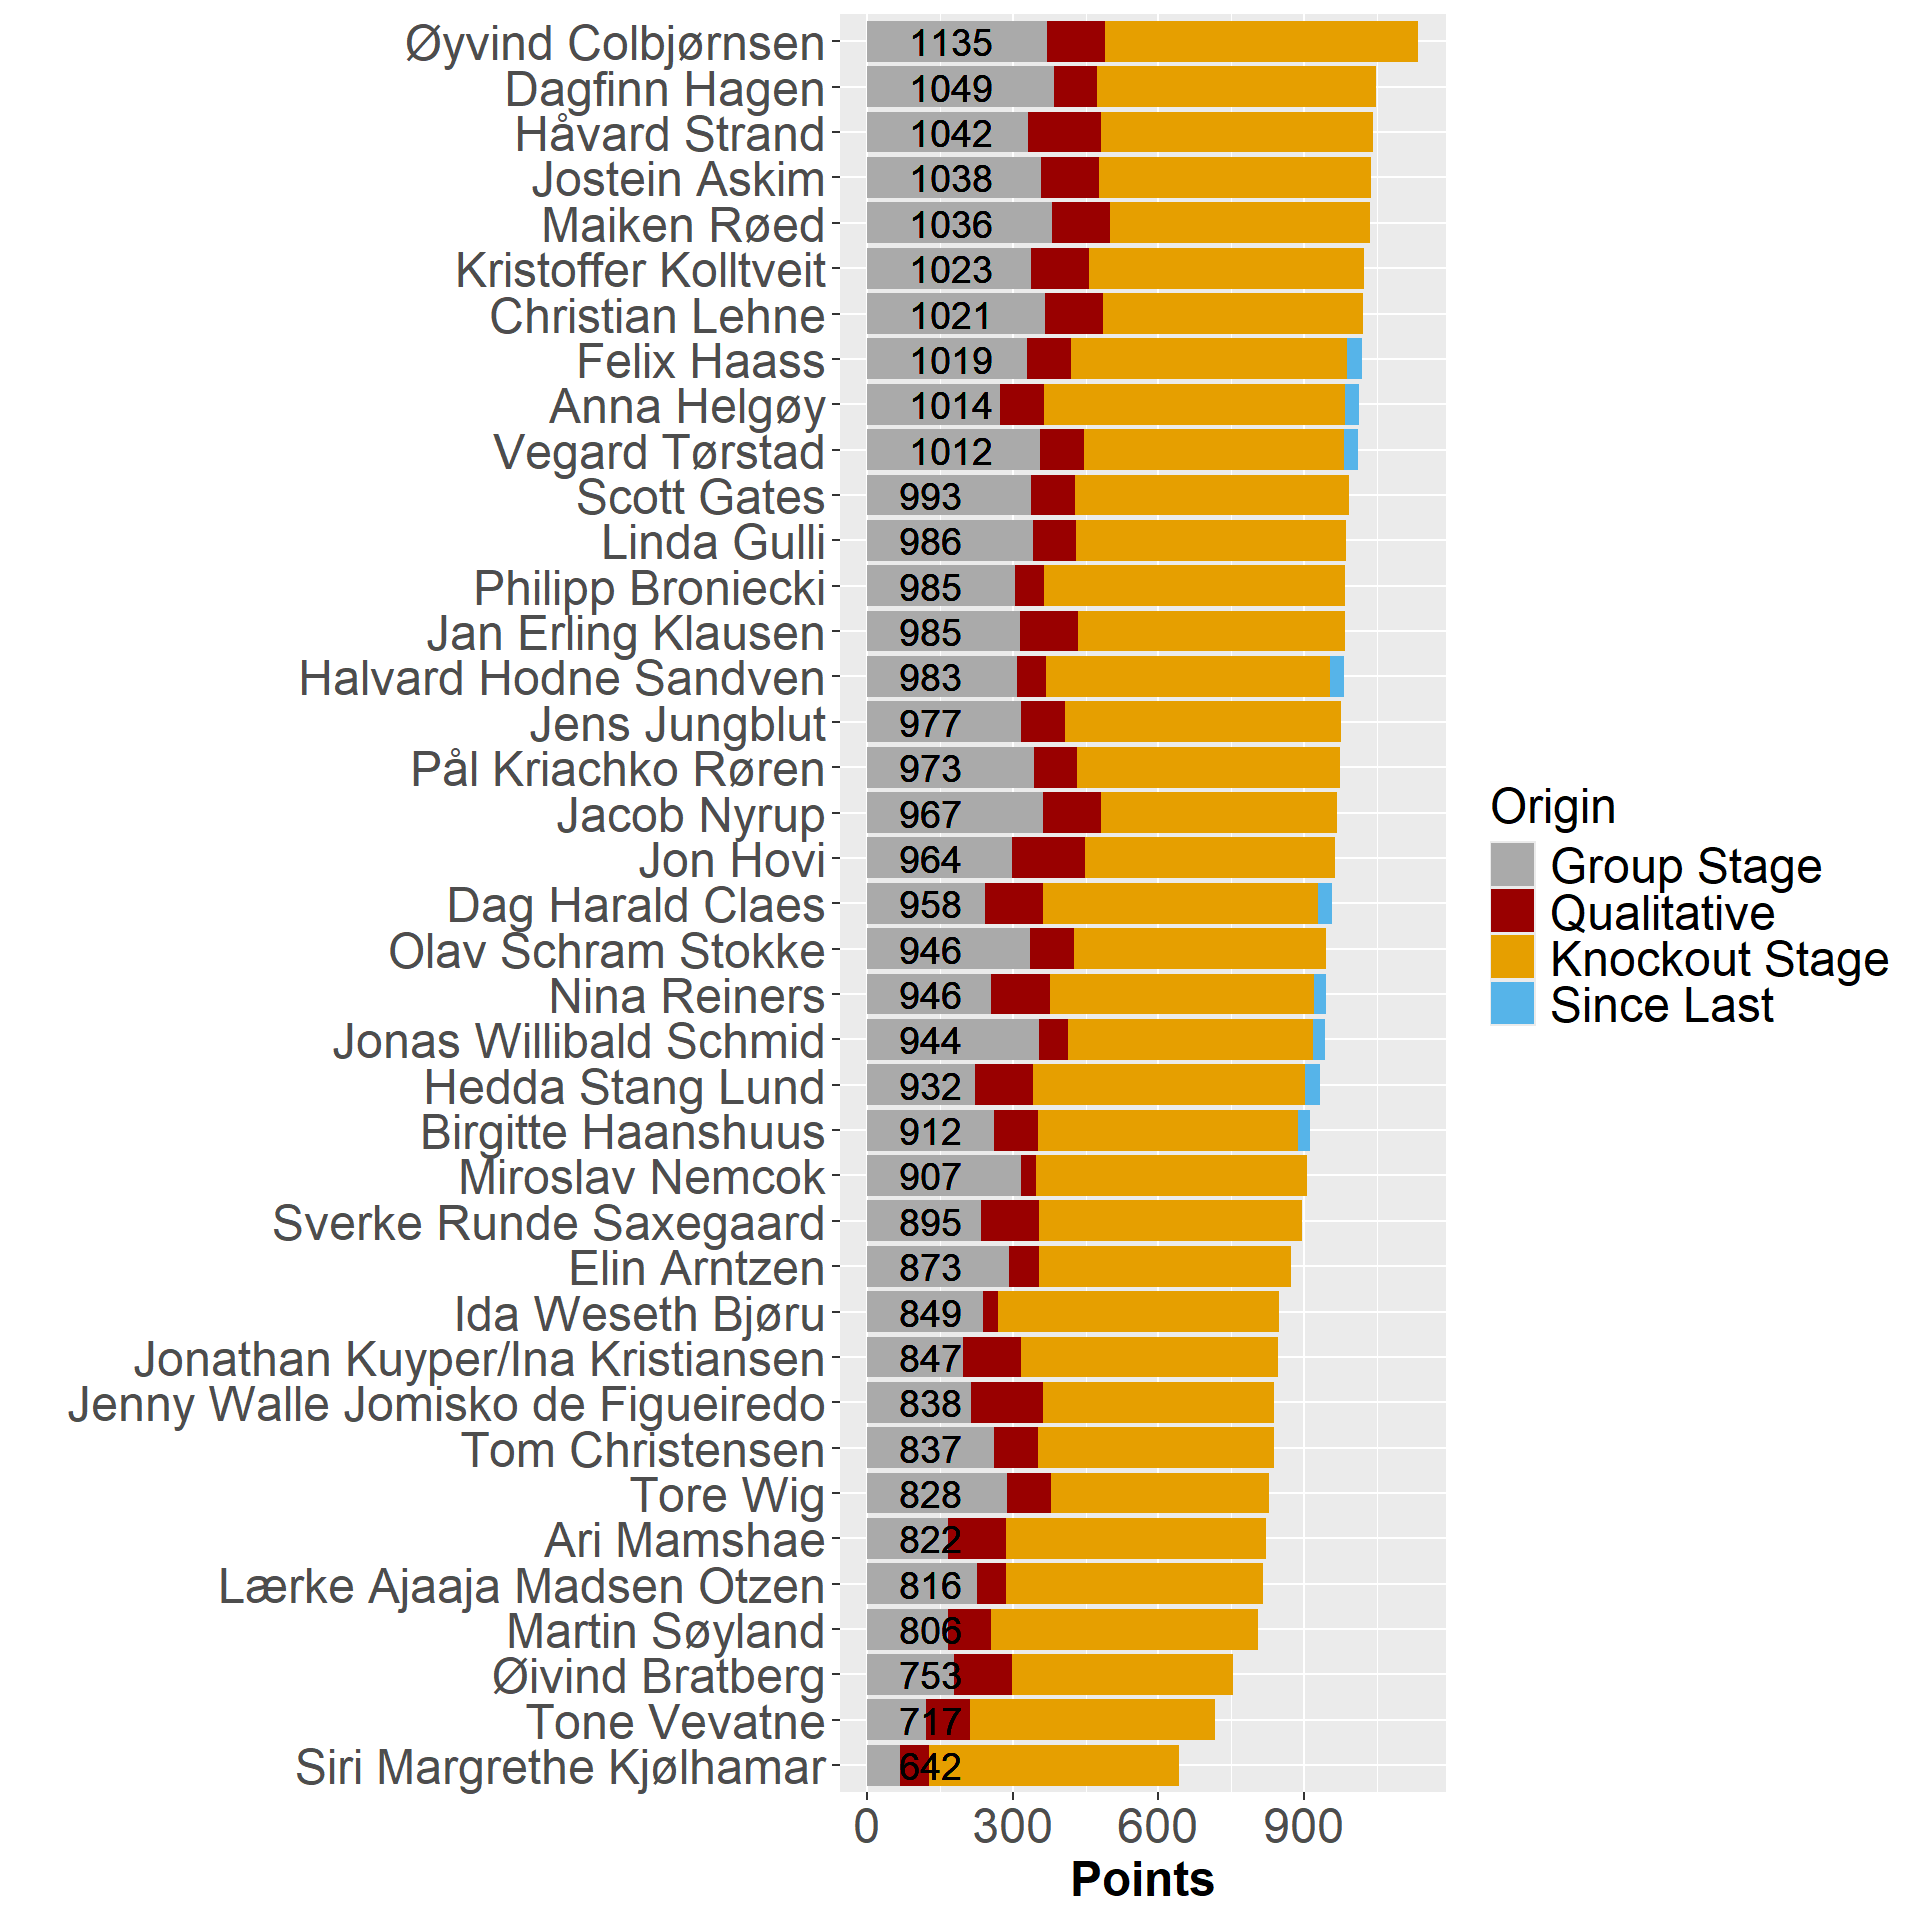 Øyvind Colbjørnsen 1135
Dagfinn Hagen 1049
Håvard Strand 1042
Jostein Askim 1038
Maiken Røed 1036
Kristoffer Kolltveit 1023
Christian Lehne 1021
Felix Haass 1019
Anna Helgøy 1014
Vegard Tørstad 1012
Scott Gates 993
Linda Gulli 986
Philipp Broniecki 985
Jan Erling Klausen 985
Halvard Hodne Sandven 983
Jens Jungblut 977
Pål Kriachko Røren 973
Jacob Nyrup 967
Jon Hovi 964
Dag Harald Claes 958
Olav Schram Stokke 946
Nina Reiners 946
Jonas Willibald Schmid 944
Hedda Stang Lund 932
Birgitte Haanshuus 912
Miroslav Nemcok 907
Sverke Runde Saxegaard 895
Elin Arntzen 873
Ida Weseth Bjøru 849
Jonathan Kuyper/Ina Kristiansen 847
Jenny Walle Jomisko de Figueiredo 838
Tom Christensen 837
Tore Wig 828
Ari Mamshae 822
Lærke Ajaaja Madsen Otzen 816
Martin Søyland 806
Øivind Bratberg 753
Tone Vevatne 717
Siri Margrethe Kjølhamar 642
0 300 600 900
Points
Origin
Group Stage
Qualitative
Knockout Stage
Since Last